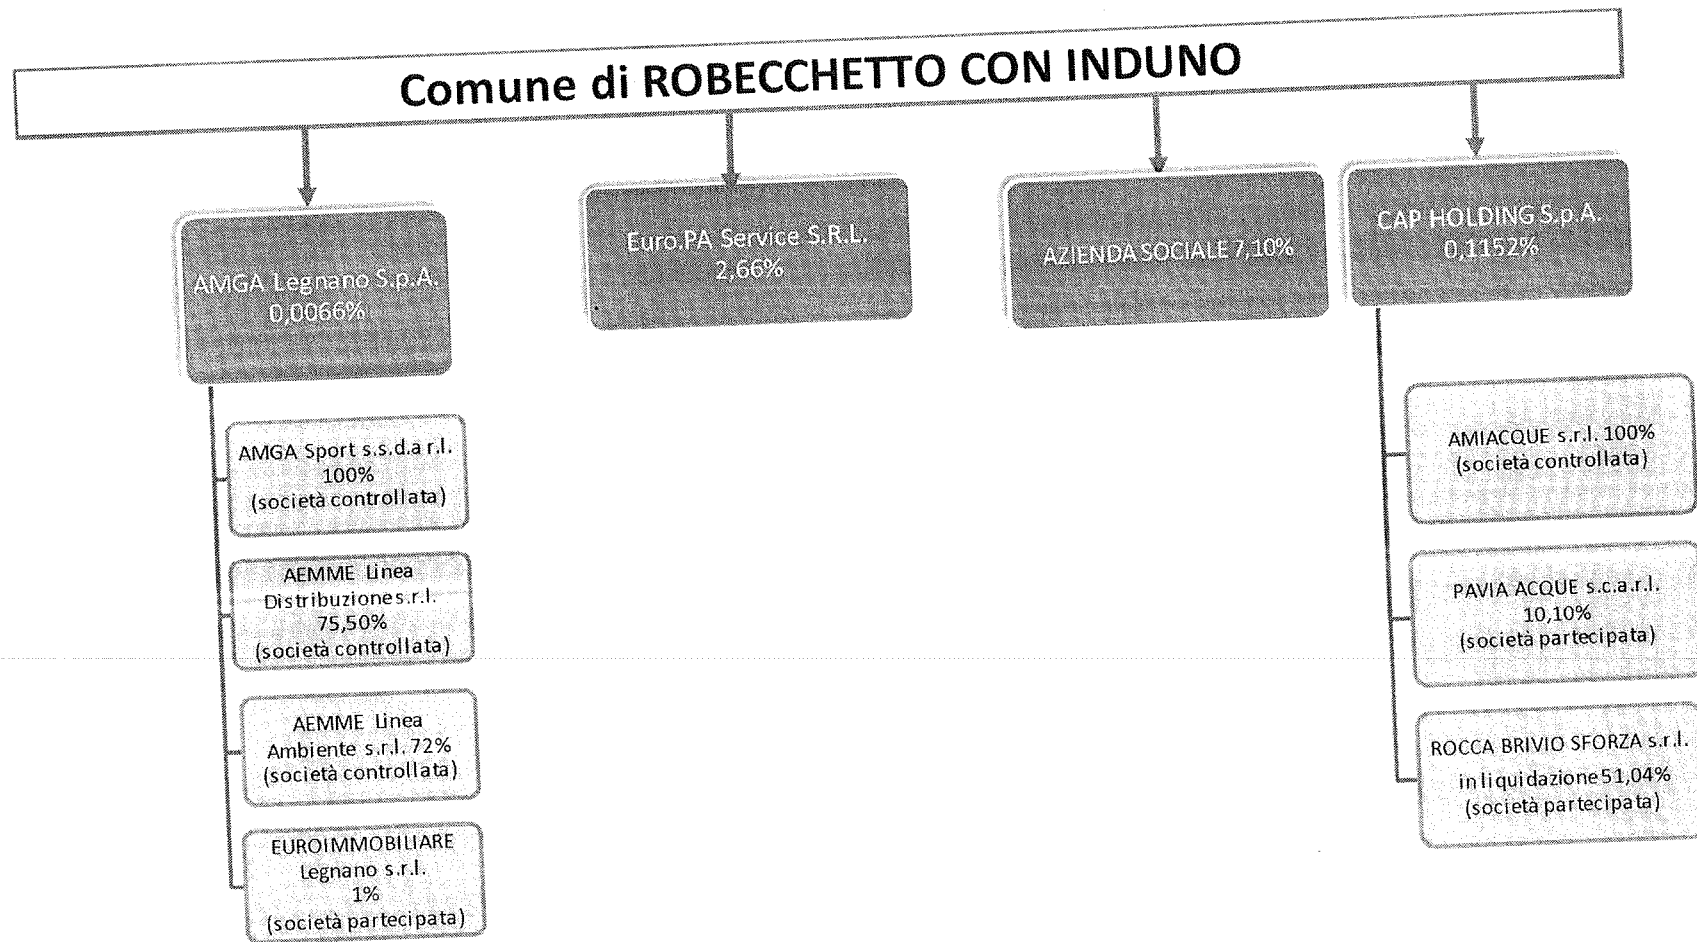 Comune di ROBECCHETTO CON INDUNO
AMGA Legnano S.p.A.
0,0066%
Euro.PA Service S.R.L.
2,66%
AZIENDA SOCIALE 7,10%
CAP HOLDING S.p.A.
0,1152%
AMGA Sport s.s.d.a r.l.
100%
(società controllata)
AEMME Linea
Distribuzione s.r.l.
75,50%
(società controllata)
AEMME Linea
Ambiente s.r.l. 72%
(società controllata)
EUROIMMOBILIARE
Legnano s.r.l.
1%
(società partecipata)
AMIACQUE s.r.l. 100%
(società controllata)
PAVIA ACQUE s.c.a.r.l.
10,10%
(società partecipata)
ROCCA BRIVIO SFORZA s.r.l.
in liquidazione 51,04%
(società partecipata)